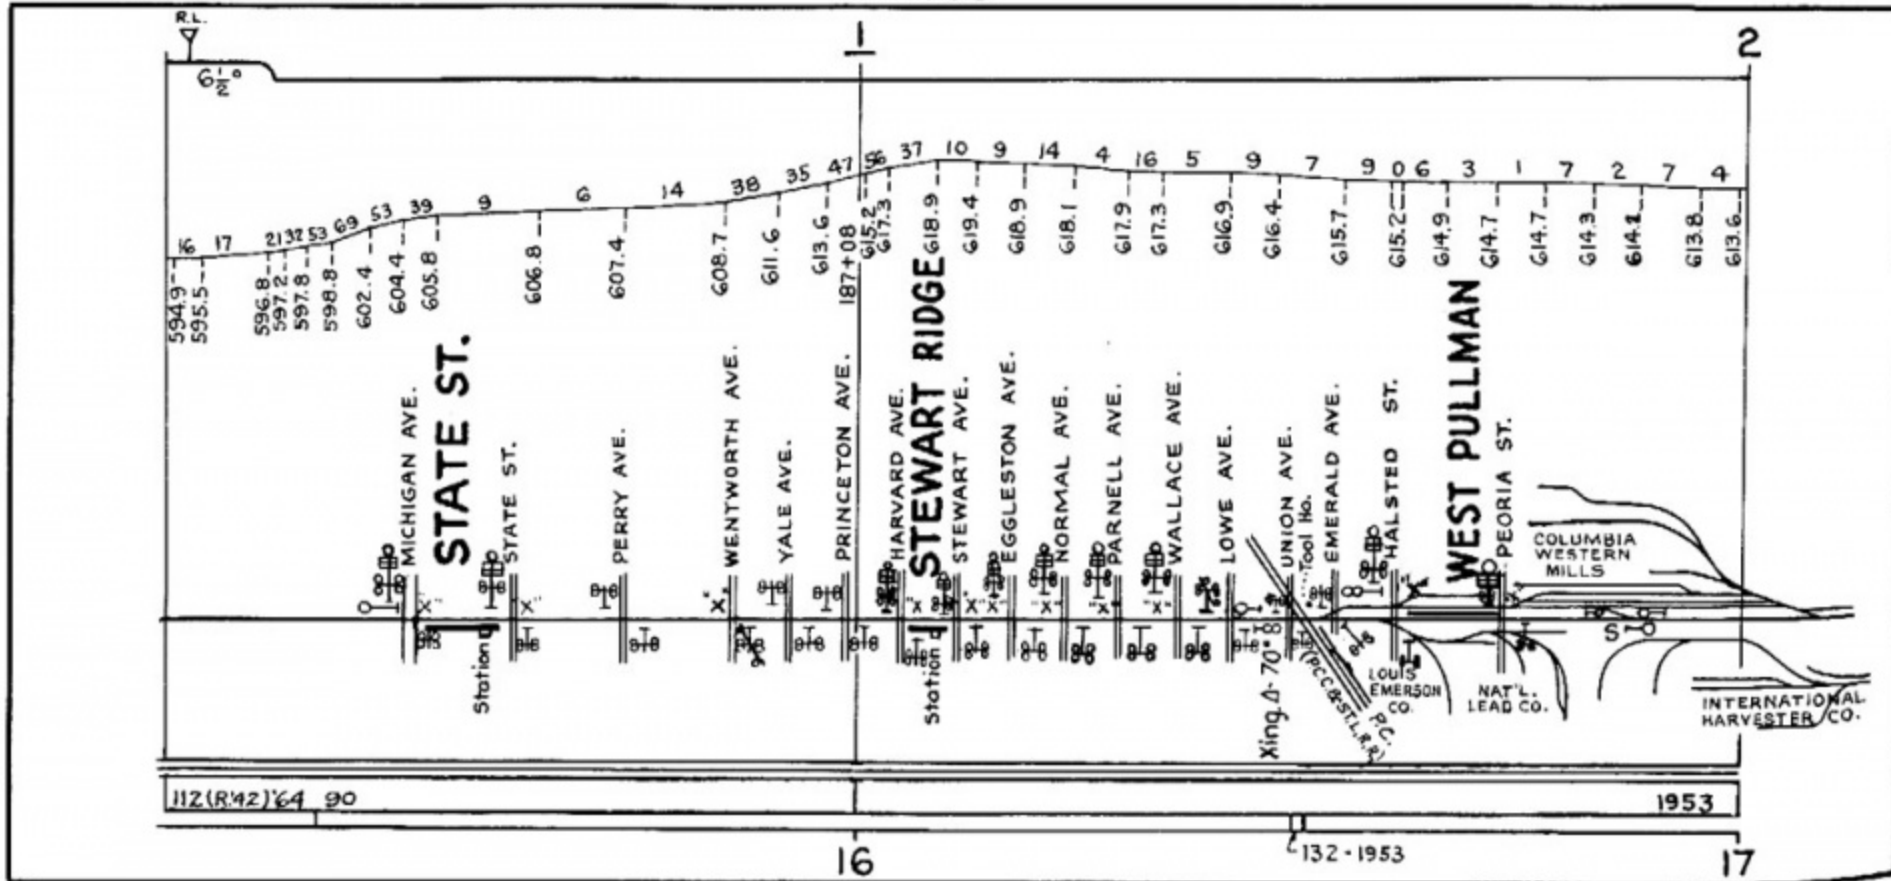 R.L.
1
2
6½°
16 17 21 32 53 69 53 39 9 6 14 38 35 47 56 37 10 9 14 4 16 5 9 7 9 0 6 3 1 7 2 7 4
594.9
595.5
596.8
597.2
597.8
598.8
602.4
604.4
605.8
606.8
607.4
608.7
611.6
613.6
187+08
615.2
617.3
618.9
619.4
618.9
618.1
617.9
617.3
616.9
616.4
615.7
615.2
614.9
614.7
614.7
614.3
614.2
613.8
613.6
MICHIGAN AVE.
STATE ST.
STATE ST.
PERRY AVE.
WENTWORTH AVE.
YALE AVE.
PRINCETON AVE.
HARVARD AVE.
STEWART RIDGE
STEWART AVE.
EGGLESTON AVE.
NORMAL AVE.
PARNELL AVE.
WALLACE AVE.
LOWE AVE.
UNION AVE.
Tool Ho.
EMERALD AVE.
HALSTED ST.
WEST PULLMAN
PEORIA ST.
COLUMBIA
WESTERN
MILLS
"X" "X" "X" "X" "X" "X" "X" "X" "X"
S
Station
Station
Xing.Δ-70°
P.C.
(P.C.C.&ST.L.R.R.)
LOUIS
EMERSON
CO.
NAT'L.
LEAD CO.
INTERNATIONAL
HARVESTER CO.
112(R'42)'64 90
1953
16
132-1953
17